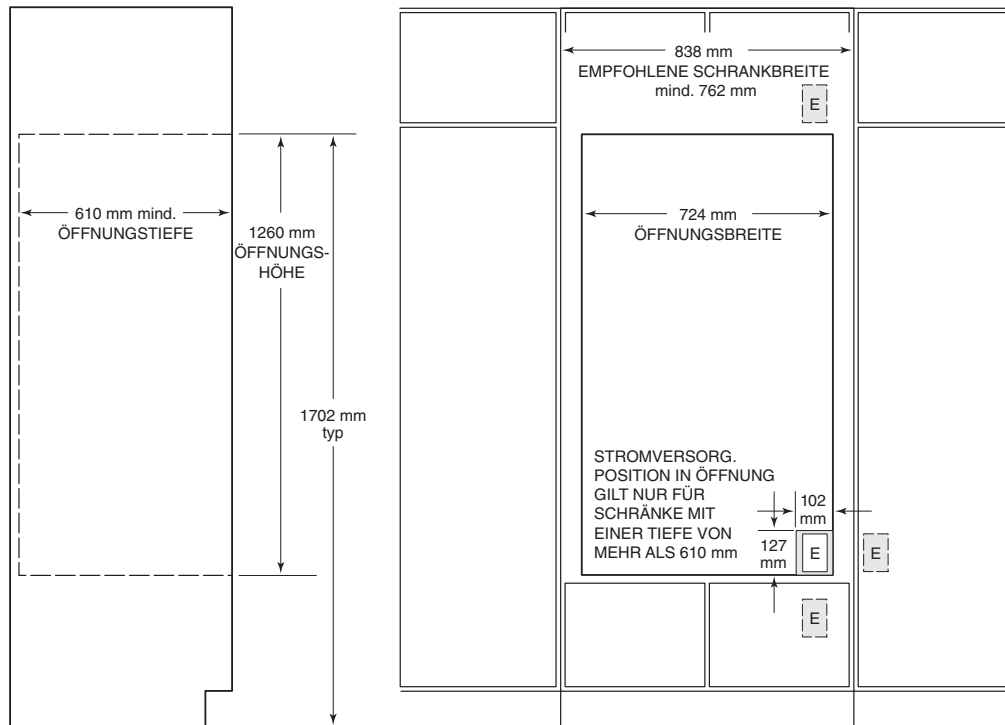 838 mm
EMPFOHLENE SCHRANKBREITE
mind. 762 mm
E
610 mm mind.
ÖFFNUNGSTIEFE
1260 mm
ÖFFNUNGS-
HÖHE
724 mm
ÖFFNUNGSBREITE
1702 mm
typ
STROMVERSORG.
POSITION IN ÖFFNUNG
GILT NUR FÜR
SCHRÄNKE MIT
EINER TIEFE VON
MEHR ALS 610 mm
102
mm
127
mm
E
E
E